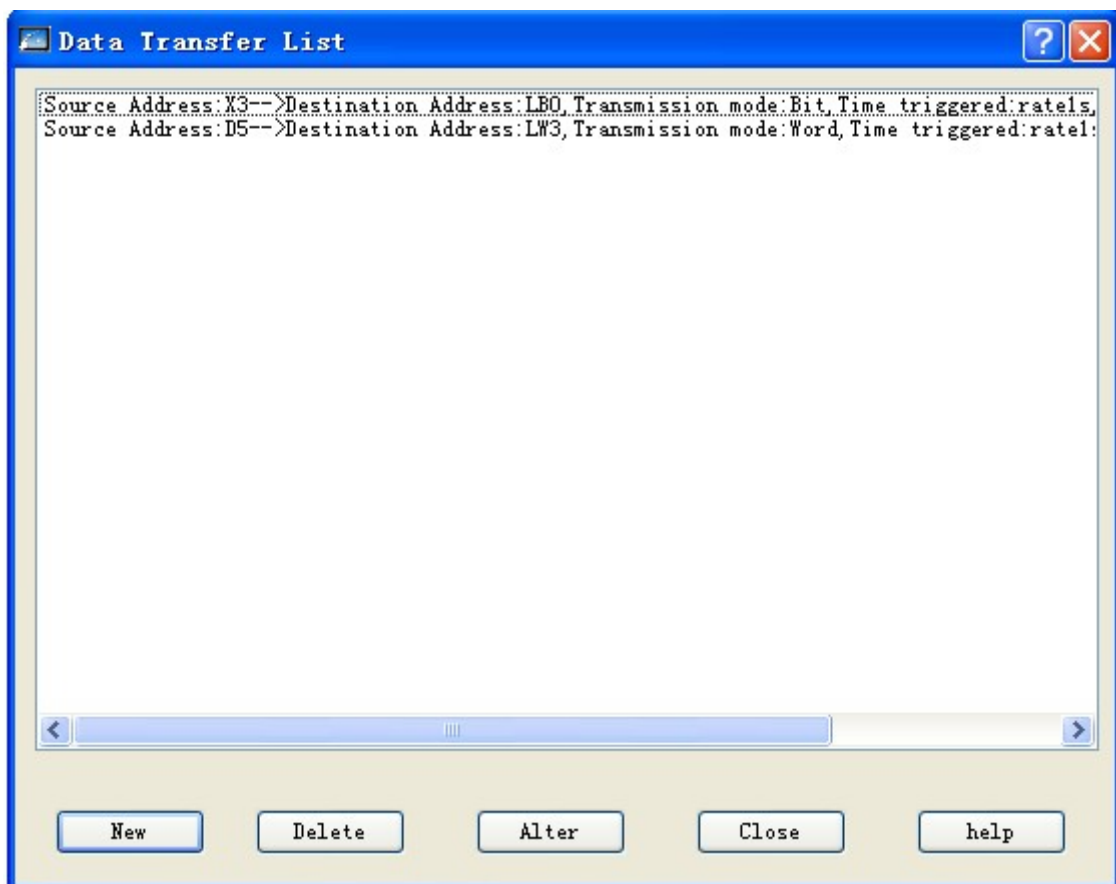 Data Transfer List
Source Address:X3-->Destination Address:LB0,Transmission mode:Bit,Time triggered:rate1s,
Source Address:D5-->Destination Address:LW3,Transmission mode:Word,Time triggered:rate1
New
Delete
Alter
Close
help